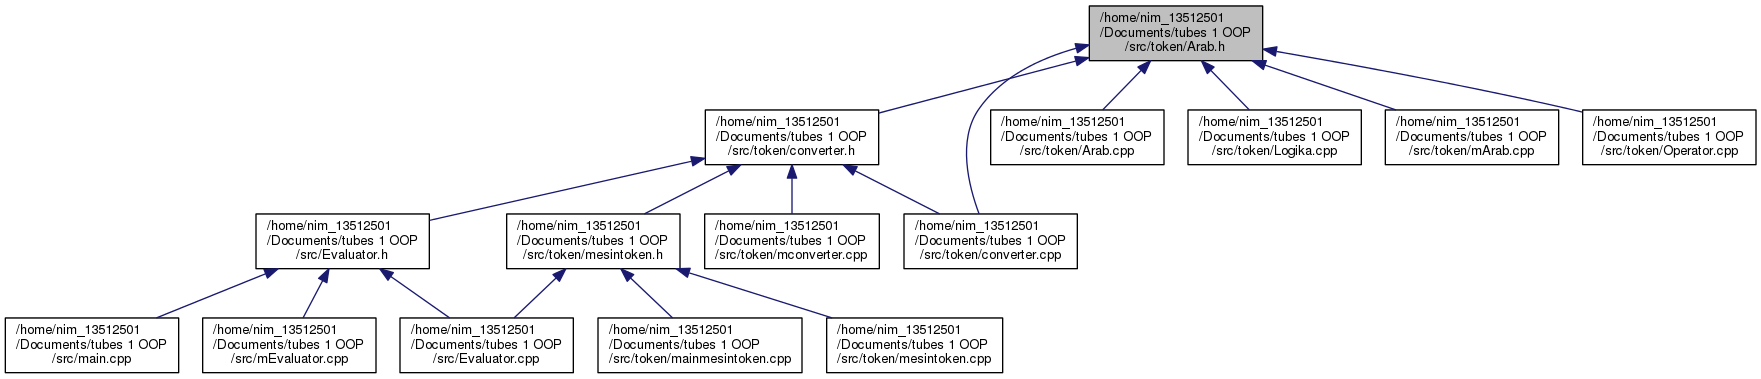 /home/nim_13512501
/Documents/tubes 1 OOP
/src/token/Arab.h
/home/nim_13512501
/Documents/tubes 1 OOP
/src/token/converter.h
/home/nim_13512501
/Documents/tubes 1 OOP
/src/token/Arab.cpp
/home/nim_13512501
/Documents/tubes 1 OOP
/src/token/Logika.cpp
/home/nim_13512501
/Documents/tubes 1 OOP
/src/token/mArab.cpp
/home/nim_13512501
/Documents/tubes 1 OOP
/src/token/Operator.cpp
/home/nim_13512501
/Documents/tubes 1 OOP
/src/Evaluator.h
/home/nim_13512501
/Documents/tubes 1 OOP
/src/token/mesintoken.h
/home/nim_13512501
/Documents/tubes 1 OOP
/src/token/mconverter.cpp
/home/nim_13512501
/Documents/tubes 1 OOP
/src/token/converter.cpp
/home/nim_13512501
/Documents/tubes 1 OOP
/src/main.cpp
/home/nim_13512501
/Documents/tubes 1 OOP
/src/mEvaluator.cpp
/home/nim_13512501
/Documents/tubes 1 OOP
/src/Evaluator.cpp
/home/nim_13512501
/Documents/tubes 1 OOP
/src/token/mainmesintoken.cpp
/home/nim_13512501
/Documents/tubes 1 OOP
/src/token/mesintoken.cpp